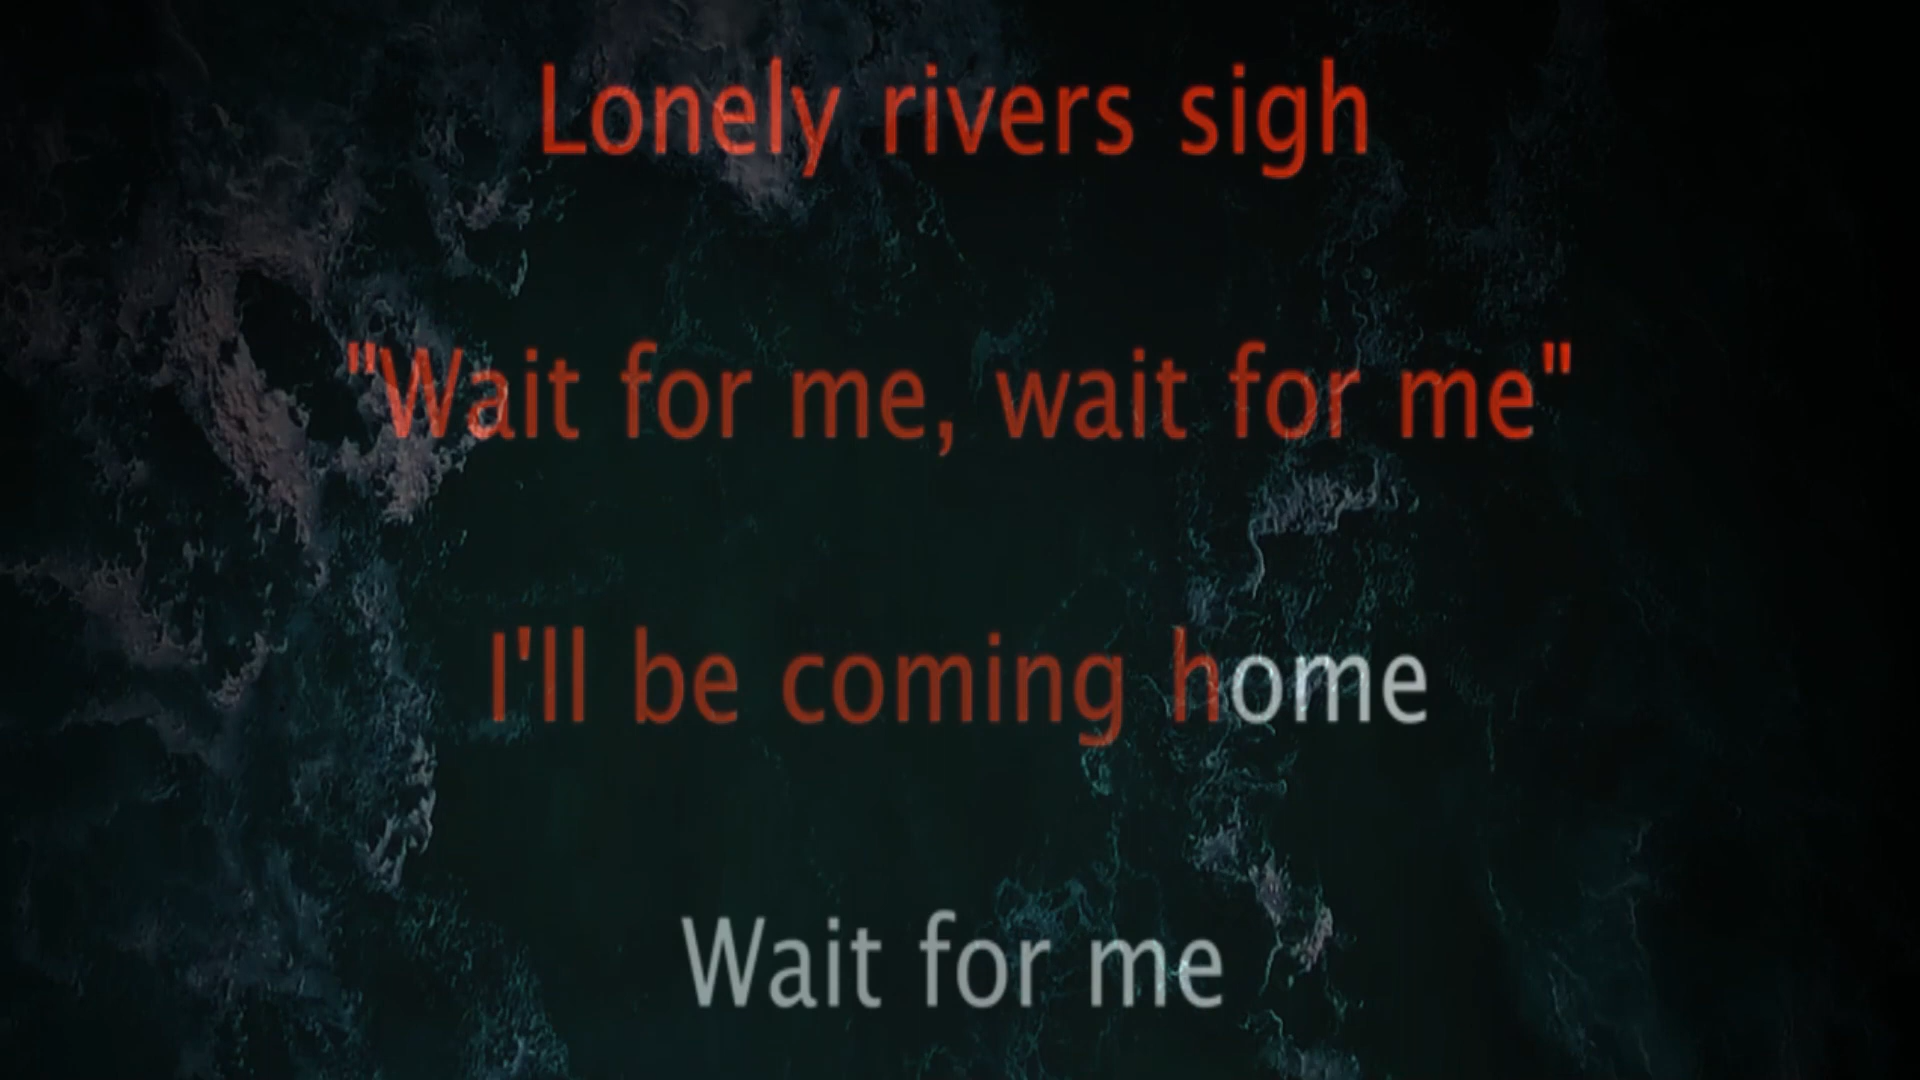 Lonely rivers sigh
"Wait for me, wait for me"
I'll be coming home
Wait for me